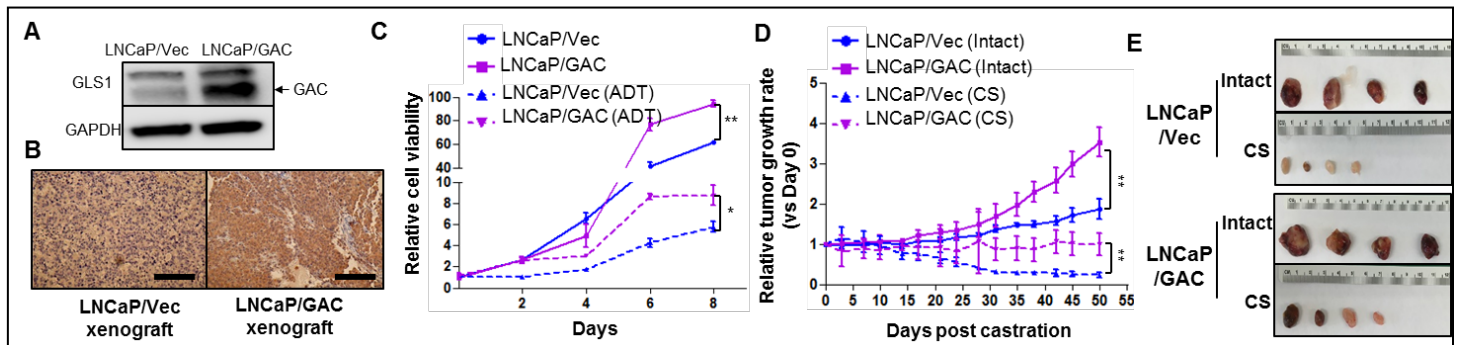 A
LNCaP/Vec LNCaP/GAC
GLS1
GAC
GAPDH
B
LNCaP/Vec
xenograft
LNCaP/GAC
xenograft
C
LNCaP/Vec
LNCaP/GAC
LNCaP/Vec (ADT)
LNCaP/GAC (ADT)
Relative cell viability
100
80
60
40
10
8
6
4
2
0
**
*
2 4 6 8
Days
D
LNCaP/Vec (Intact)
LNCaP/GAC (Intact)
LNCaP/Vec (CS)
LNCaP/GAC (CS)
Relative tumor growth rate
(vs Day 0)
5
4
3
2
1
0
**
**
0 5 10 15 20 25 30 35 40 45 50 55
Days post castration
E
LNCaP
/Vec
Intact
CS
LNCaP
/GAC
Intact
CS